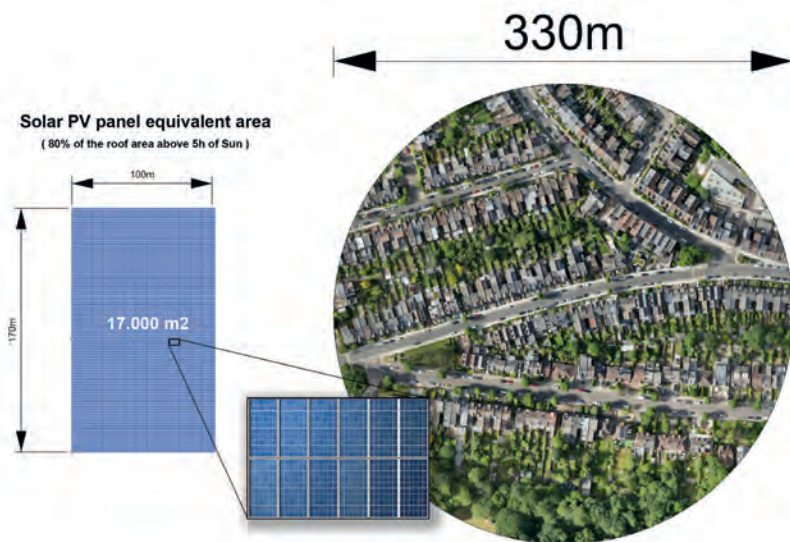 330m
Solar PV panel equivalent area
( 80% of the roof area above 5h of Sun )
100m
170m
17.000 m2